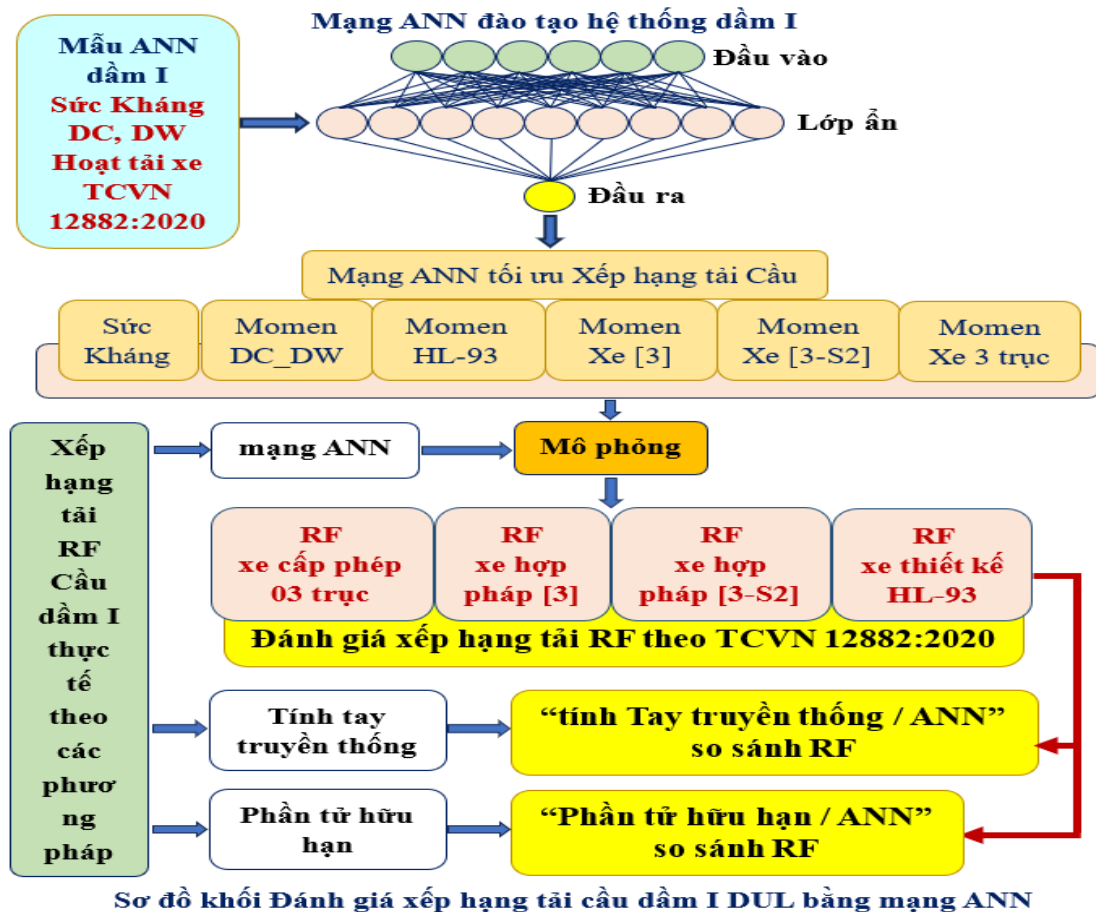 Mạng ANN đào tạo hệ thống dầm I
Mẫu ANN
dầm I
Sức Kháng
DC, DW
Hoạt tải xe
TCVN
12882:2020
Đầu vào
Lớp ẩn
Đầu ra
Mạng ANN tối ưu Xếp hạng tải Cầu
Sức
Kháng
Momen
DC_DW
Momen
HL-93
Momen
Xe [3]
Momen
Xe [3-S2]
Momen
Xe 3 trục
Xếp
hạng
tải
RF
Cầu
dầm I
thực
tế
theo
các
phươ
ng
pháp
mạng ANN
Mô phỏng
RF
xe cấp phép
03 trục
RF
xe hợp
pháp [3]
RF
xe hợp
pháp [3-S2]
RF
xe thiết kế
HL-93
Đánh giá xếp hạng tải RF theo TCVN 12882:2020
Tính tay
truyền thống
“tính Tay truyền thống / ANN”
so sánh RF
Phần tử hữu
hạn
“Phần tử hữu hạn / ANN”
so sánh RF
Sơ đồ khối Đánh giá xếp hạng tải cầu dầm I DUL bằng mạng ANN